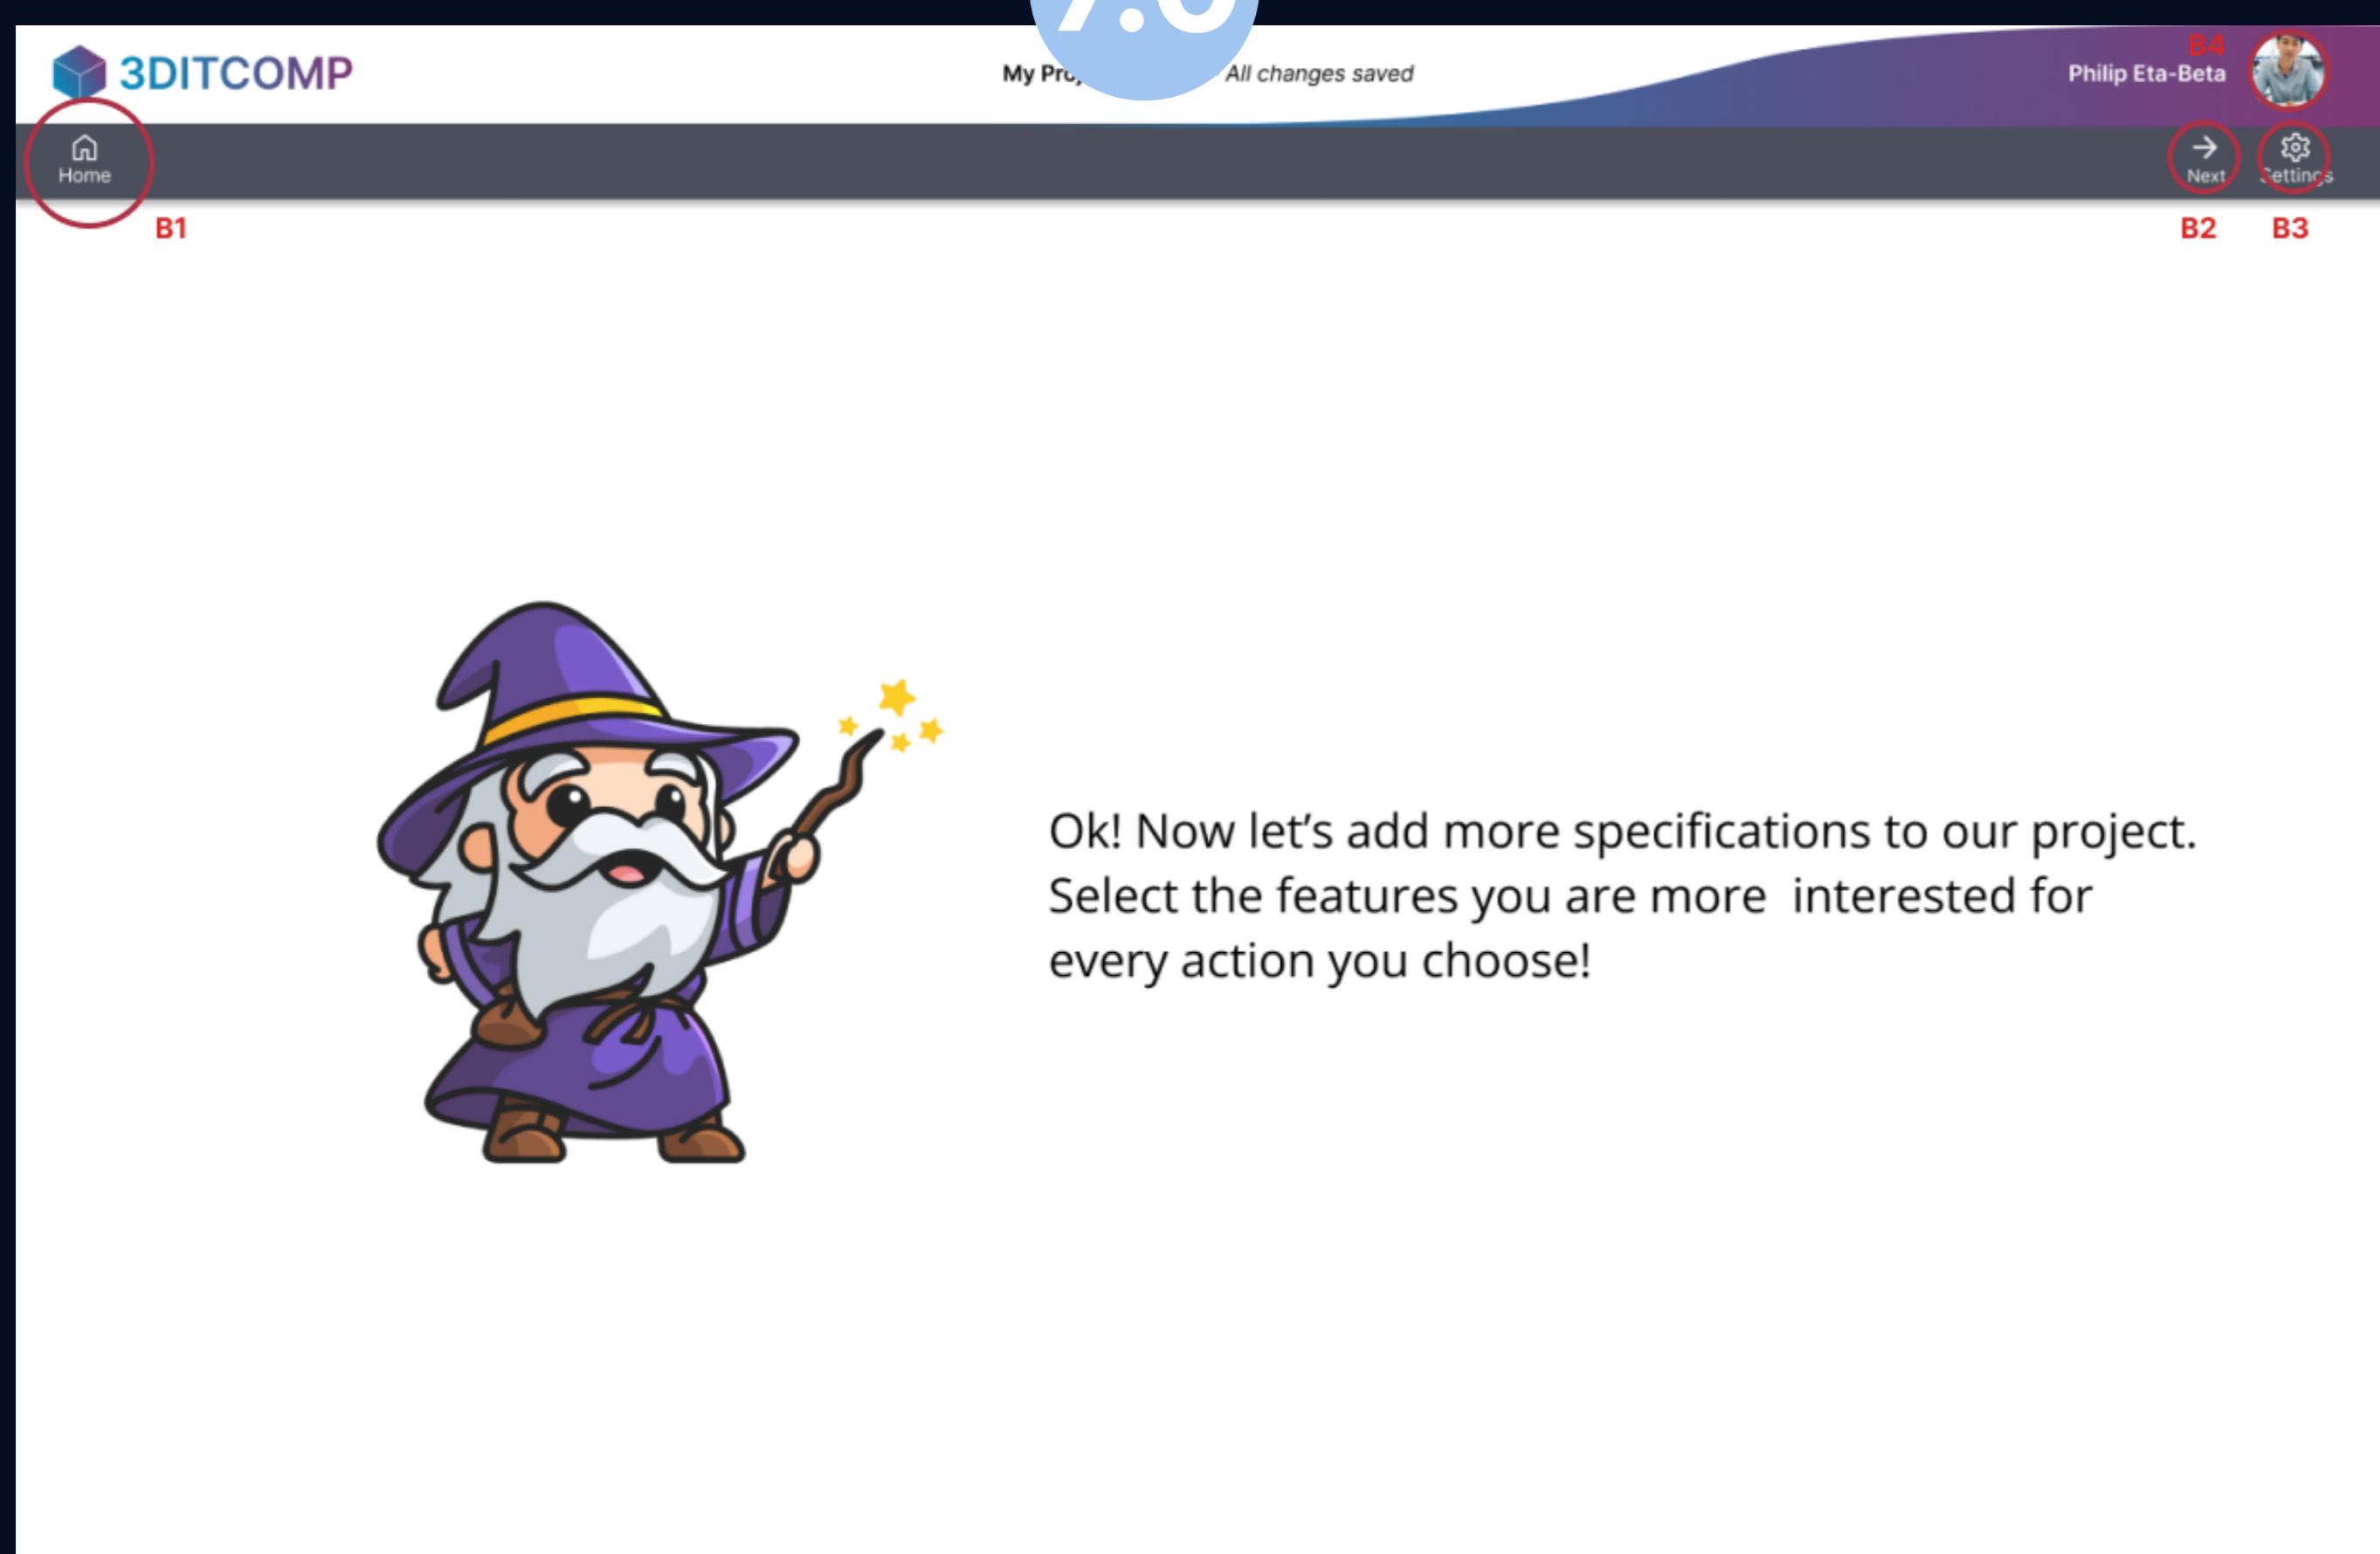 3DITCOMP
All changes saved
B4
Philip Eta-Beta
Home
Next
Settings
B1
B2
B3
Ok! Now let’s add more specifications to our project.
Select the features you are more  interested for
every action you choose!